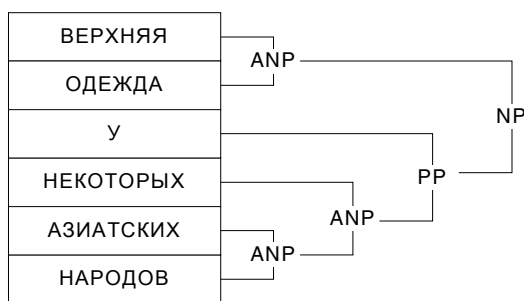 ВЕРХНЯЯ
ANP
ОДЕЖДА
NP
У
PP
НЕКОТОРЫХ
ANP
АЗИАТСКИХ
ANP
НАРОДОВ